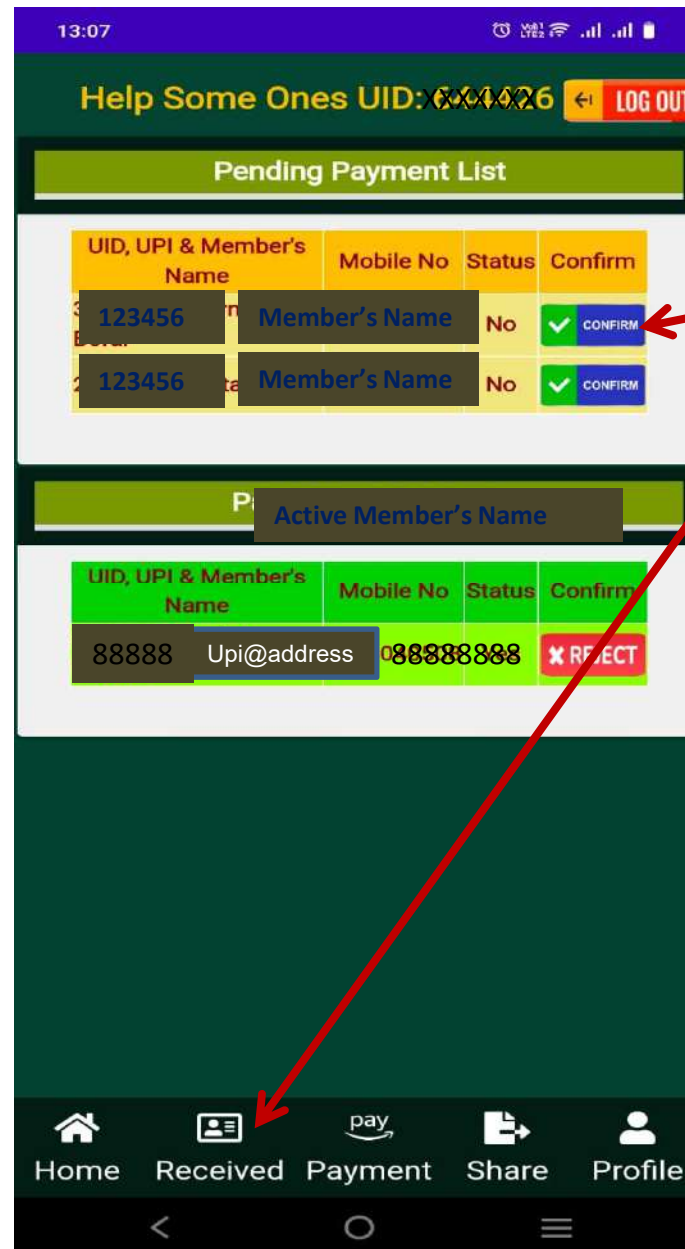 13:07
Help Some Ones UID:XXXXXX6 LOG OUT
Pending Payment List
UID, UPI & Member's Name Mobile No Status Confirm
123456 Member's Name No CONFIRM
123456 Member's Name No CONFIRM
Active Member's Name
UID, UPI & Member's Name Mobile No Status Confirm
88888 Upi@address 88888888 REJECT
pay
Home Received Payment Share Profile